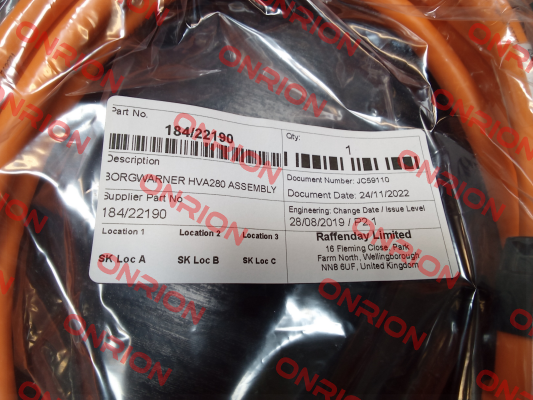 Part No.
184/22190
Qty:
1
Description
BORGWARNER HVA280 ASSEMBLY
Document Number: JC59110
Document Date: 24/11/2022
Supplier Part No
184/22190
Engineering: Change Date / Issue Level
28/08/2019 / P2.1
Location 1 Location 2 Location 3
SK Loc A SK Loc B SK Loc C
Raffenday Limited
16 Fleming Close, Park
Farm North, Wellingborough
NN8 6UF, United Kingdom
ONRION